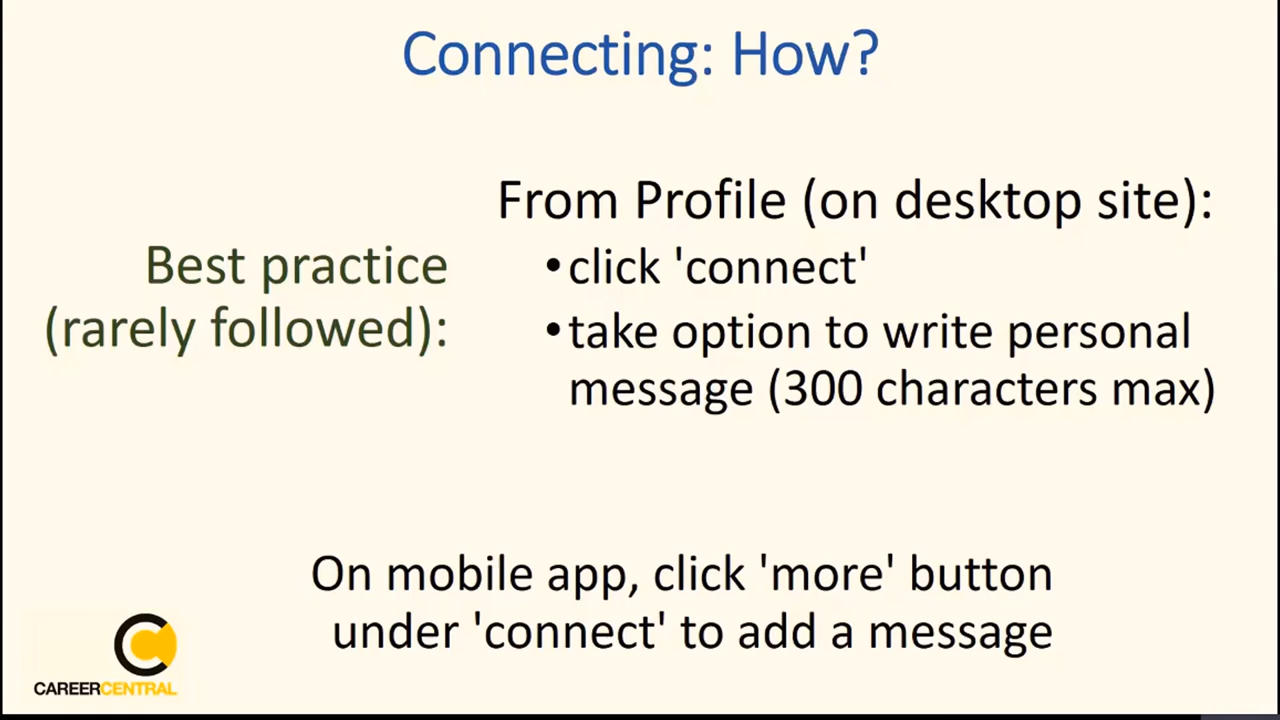 Connecting: How?
From Profile (on desktop site):
Best practice
(rarely followed):
•click 'connect'
•take option to write personal
message (300 characters max)
On mobile app, click 'more' button
under 'connect' to add a message
CAREERCENTRAL